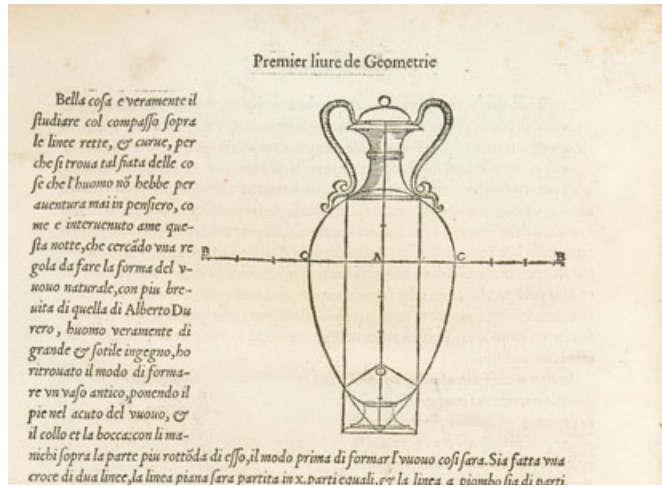 Premier liure de Geometrie
Bella cosa e veramente il
studiare col compasso sopra
le linee rette, & curue, per
che si troua tal fiata delle co
se che l'huomo nō hebbe per
auentura mai in pensiero, co
me e interuenuto ame que-
sta notte, che cercādo vna re
gola da fare la forma del v-
uouo naturale, con piu bre-
uita di quella di Alberto Du
rero, huomo veramente di
grande & sotile ingegno, ho
ritrouato il modo di forma-
re vn vaso antico, ponendo il
pie nel acuto del vuouo, &
il collo et la bocca: con li ma-
nichi sopra la parte piu rottōda di esso, il modo prima di formar l'vuouo cosi sara. Sia fatta vna
croce di dua linee, la linea piana sara partita in x. parti equali, & la linea a piombo sia di parti
B C A C B
O